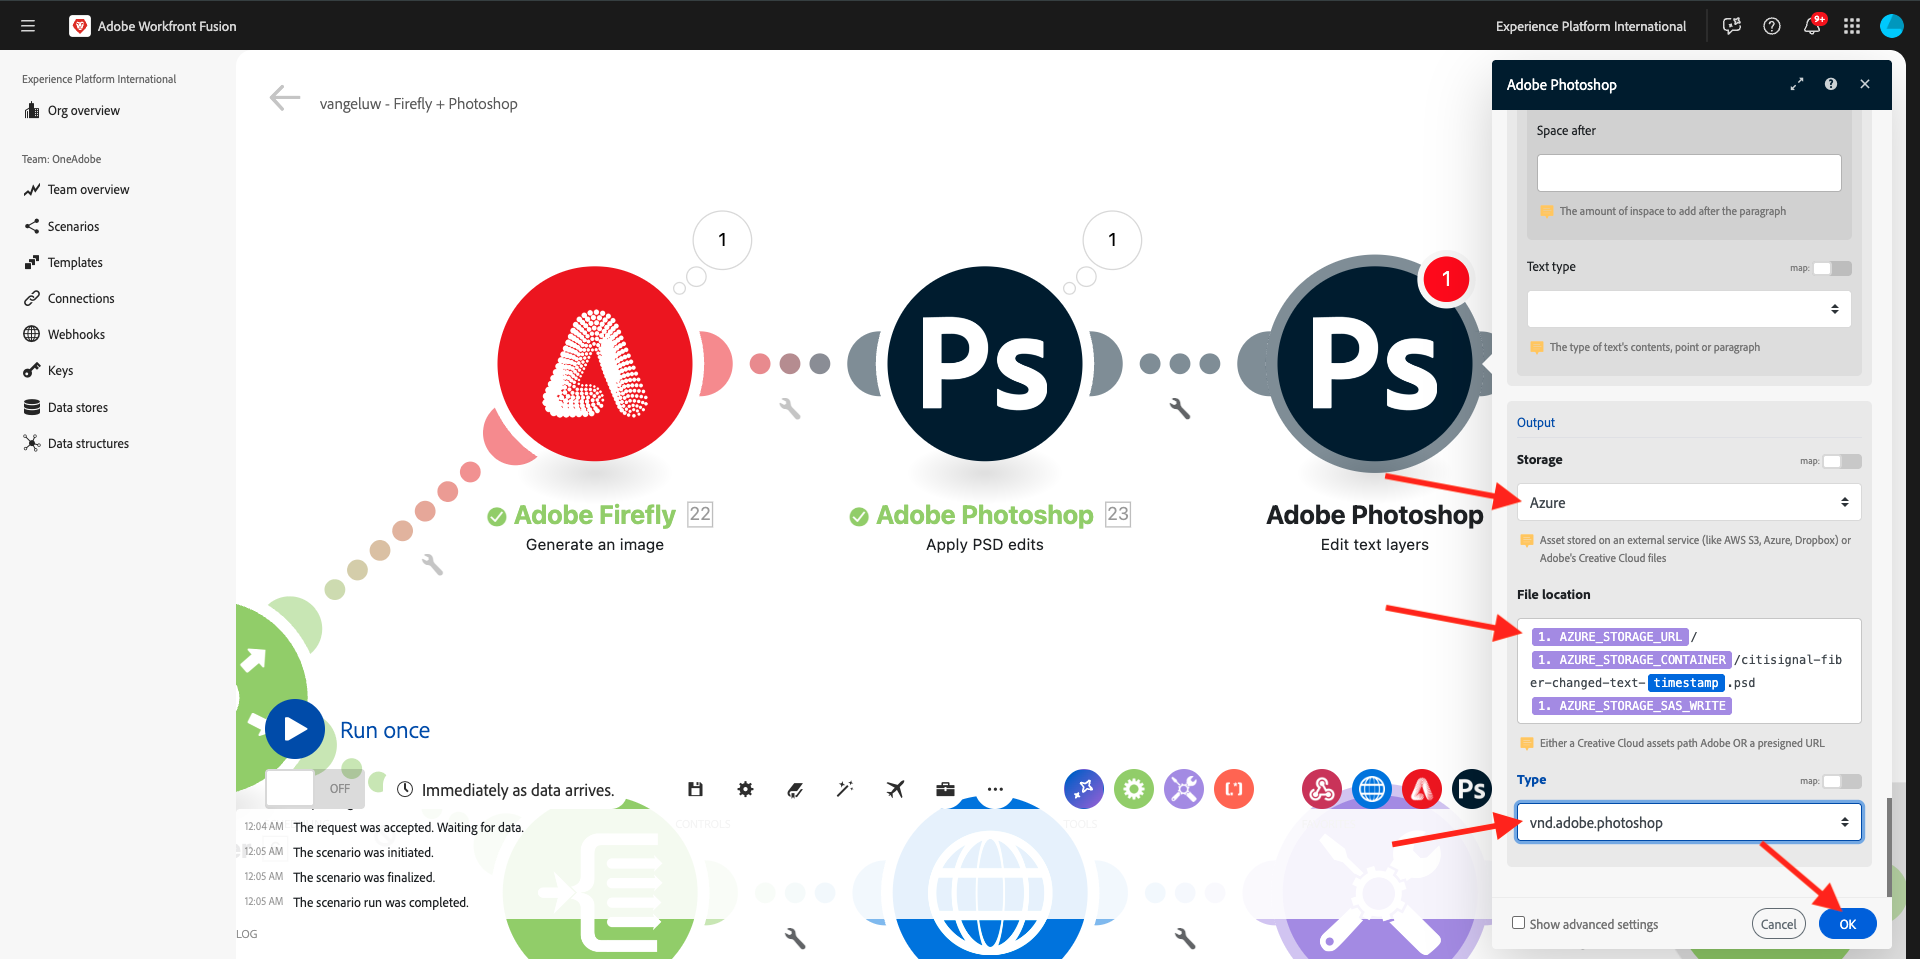 Adobe Workfront Fusion
Experience Platform International
9+
Experience Platform International
Org overview
Team: OneAdobe
Team overview
Scenarios
Templates
Connections
Webhooks
Keys
Data stores
Data structures
vangeluw - Firefly + Photoshop
1
1
1
Ps
Ps
Adobe Firefly 22
Generate an image
Adobe Photoshop 23
Apply PSD edits
Adobe Photoshop
Edit text layers
Run once
OFF
Immediately as data arrives.
CONTROLS
TOOLS
Ps
12:04 AM The request was accepted. Waiting for data.
12:05 AM The scenario was initiated.
12:05 AM The scenario was finalized.
12:05 AM The scenario run was completed.
LOG
Adobe Photoshop
Space after
The amount of inspace to add after the paragraph
Text type
map:
The type of text's contents, point or paragraph
Output
Storage
map:
Azure
Asset stored on an external service (like AWS S3, Azure, Dropbox) or
Adobe's Creative Cloud files
File location
1. AZURE_STORAGE_URL /
1. AZURE_STORAGE_CONTAINER /citisignal-fib
er-changed-text- timestamp .psd
1. AZURE_STORAGE_SAS_WRITE
Either a Creative Cloud assets path Adobe OR a presigned URL
Type
map:
vnd.adobe.photoshop
Show advanced settings
Cancel
OK